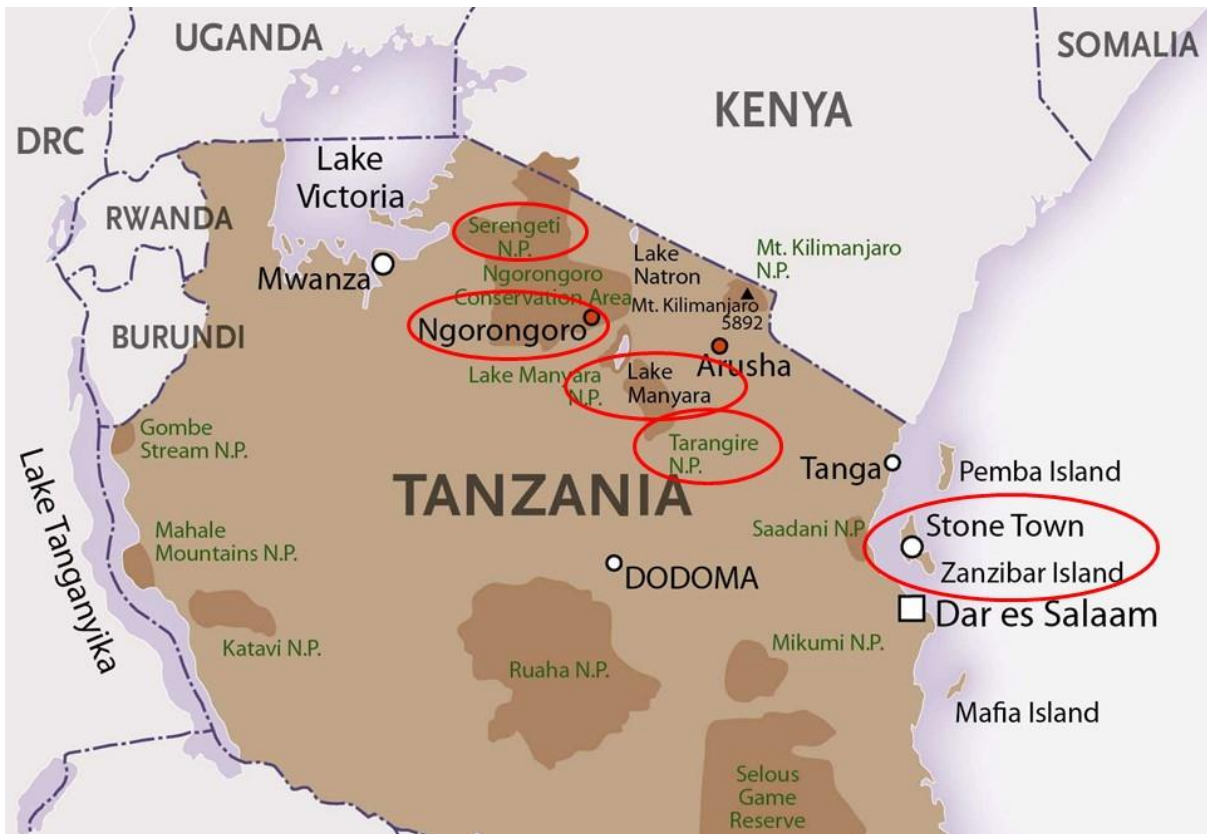 UGANDA
SOMALIA
KENYA
DRC
Lake
Victoria
RWANDA
Serengeti
N.P.
Lake
Natron
Mt. Kilimanjaro
N.P.
Mwanza
Ngorongoro
Conservation Area
Mt. Kilimanjaro
5892
BURUNDI
Ngorongoro
Arusha
Lake Manyara
N.P.
Lake
Manyara
Gombe
Stream N.P.
Tarangire
N.P.
Tanga
Pemba Island
Lake Tanganyika
TANZANIA
Mahale
Mountains N.P.
Saadani N.P.
Stone Town
Zanzibar Island
DODOMA
Dar es Salaam
Katavi N.P.
Ruaha N.P.
Mikumi N.P.
Mafia Island
Selous
Game
Reserve